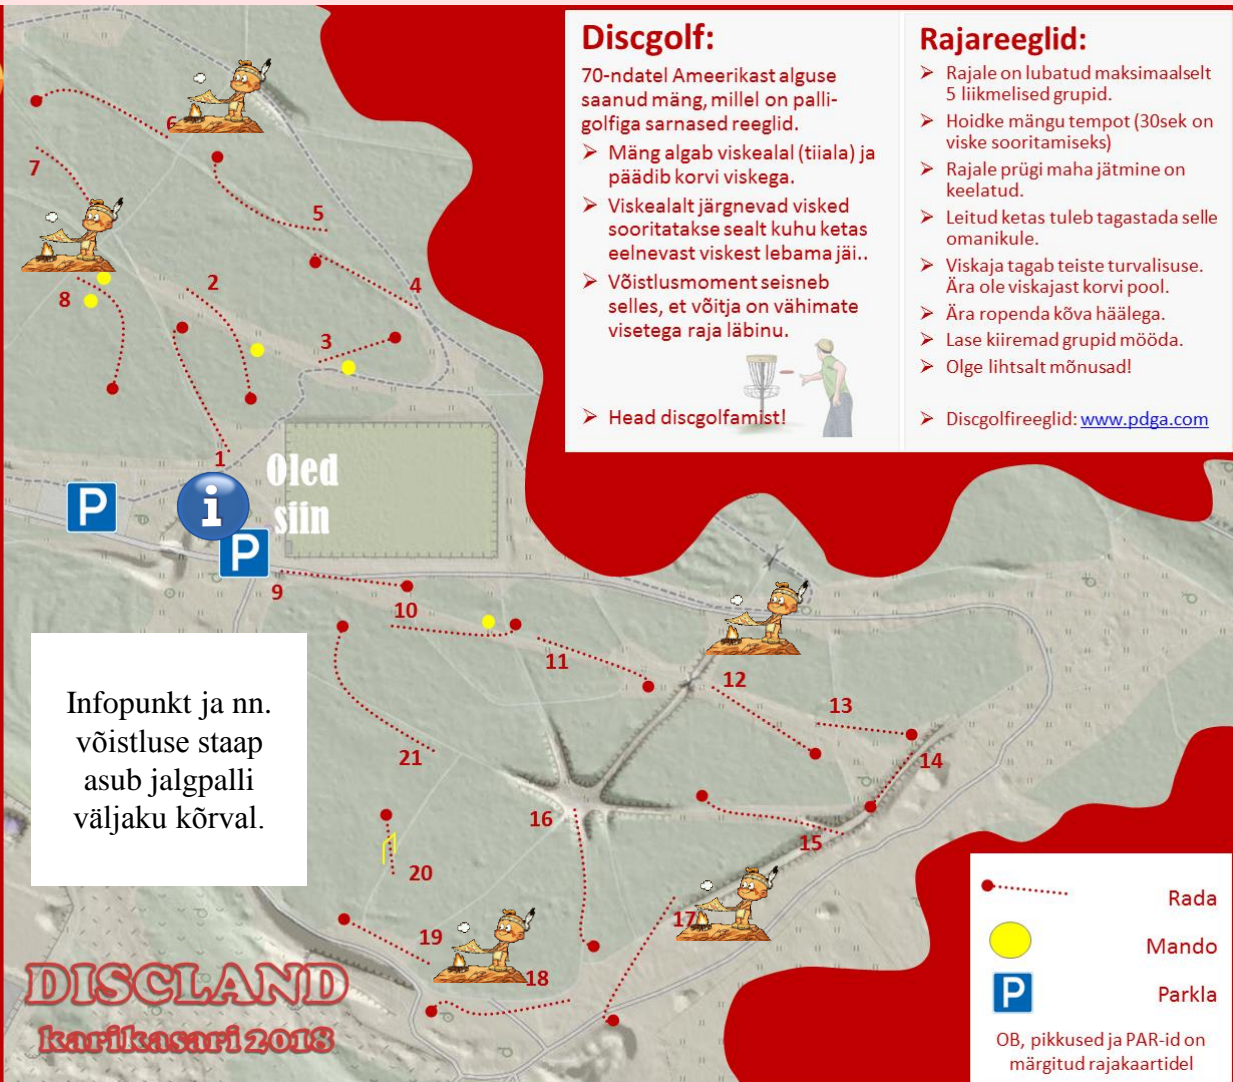 Discgolf:
70-ndatel Ameerikast alguse
saanud mäng, millel on palli-
golfiga sarnased reeglid.
➢ Mäng algab viskealal (tiiala) ja
päädib korvi viskega.
➢ Viskealalt järgnevad visked
sooritatakse sealt kuhu ketas
eelnevast viskest lebama jäi..
➢ Võistlusmoment seisneb
selles, et võitja on vähimate
visetega raja läbinu.
➢ Head discgolfamist!
Rajareeglid:
➢ Rajale on lubatud maksimaalselt
5 liikmelised grupid.
➢ Hoidke mängu tempot (30sek on
viske sooritamiseks)
➢ Rajale prügi maha jätmine on
keelatud.
➢ Leitud ketas tuleb tagastada selle
omanikule.
➢ Viskaja tagab teiste turvalisuse.
Ära ole viskajast korvi pool.
➢ Ära ropenda kõva häälega.
➢ Lase kiiremad grupid mööda.
➢ Olge lihtsalt mõnusad!
➢ Discgolfireeglid: www.pdga.com
6
7
5
2
4
8
3
1
Oled
siin
i
P
P
9
10
11
12
13
14
21
16
15
20
17
19
18
Infopunkt ja nn.
võistluse staap
asub jalgpalli
väljaku kõrval.
DISCLAND
karikasari 2018
Rada
Mando
P Parkla
OB, pikkused ja PAR-id on
märgitud rajakaartidel